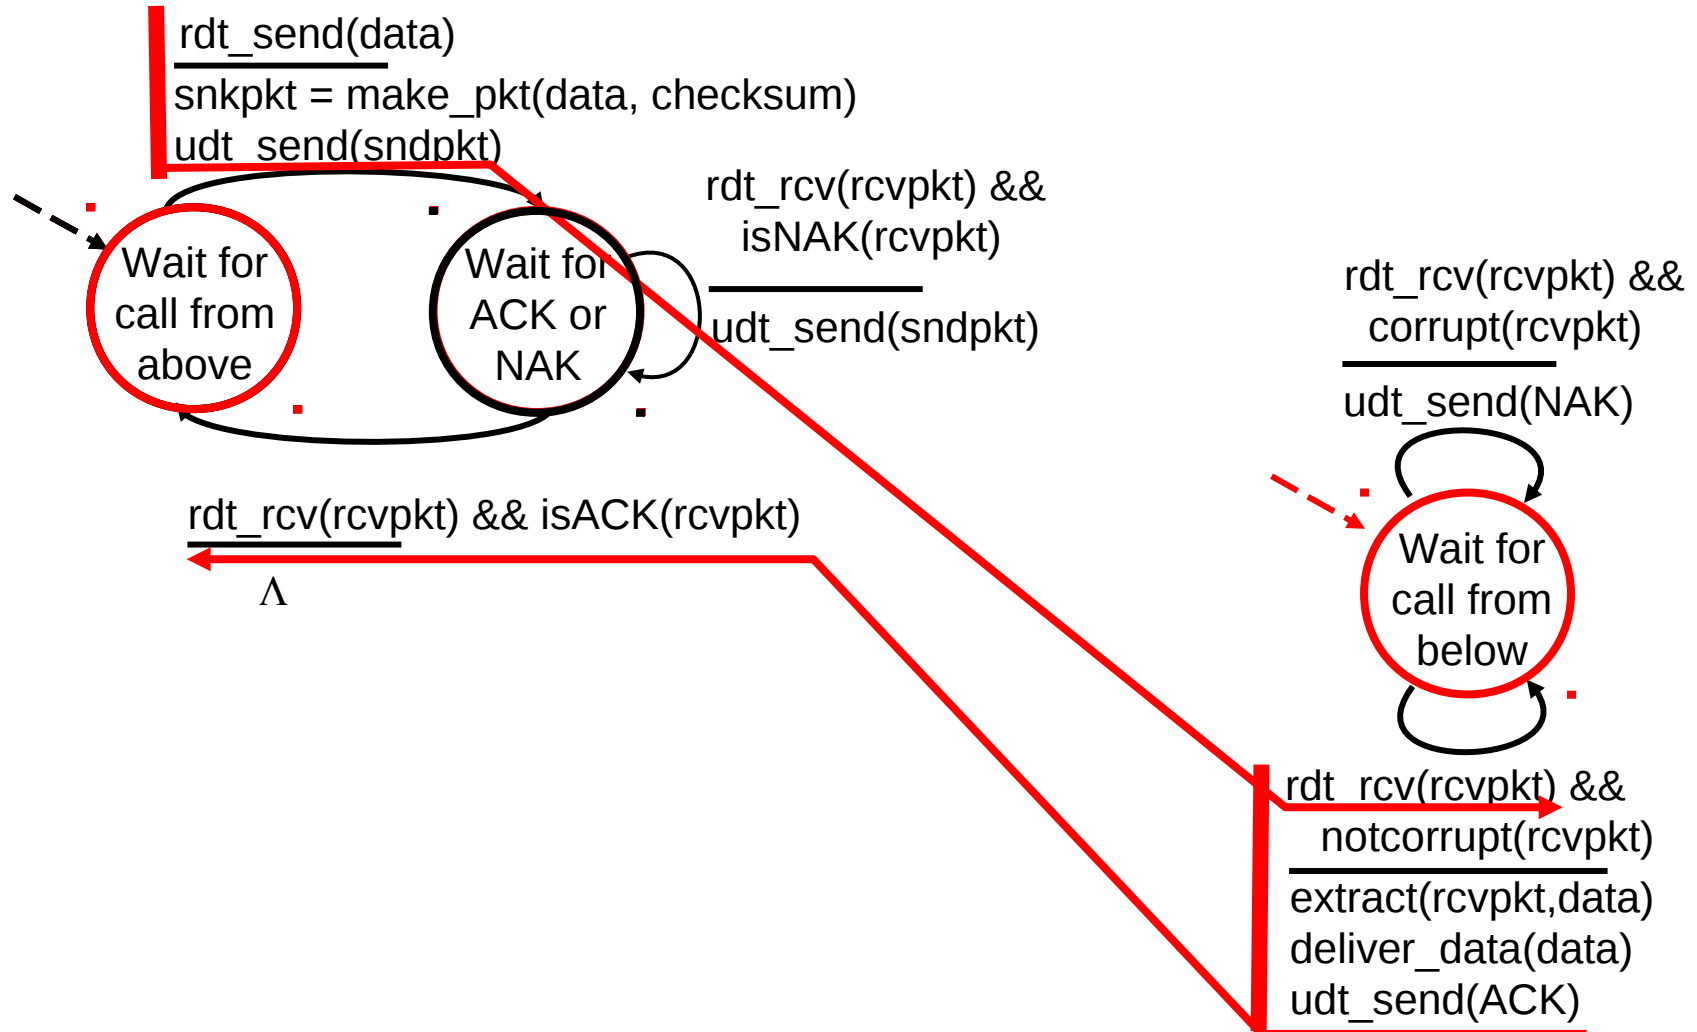 rdt_send(data)
snkpkt = make_pkt(data, checksum)
udt_send(sndpkt)
Wait for
call from
above
Wait for
ACK or
NAK
rdt_rcv(rcvpkt) &&
isNAK(rcvpkt)
udt_send(sndpkt)
rdt_rcv(rcvpkt) && isACK(rcvpkt)
Λ
rdt_rcv(rcvpkt) &&
corrupt(rcvpkt)
udt_send(NAK)
Wait for
call from
below
rdt_rcv(rcvpkt) &&
notcorrupt(rcvpkt)
extract(rcvpkt,data)
deliver_data(data)
udt_send(ACK)